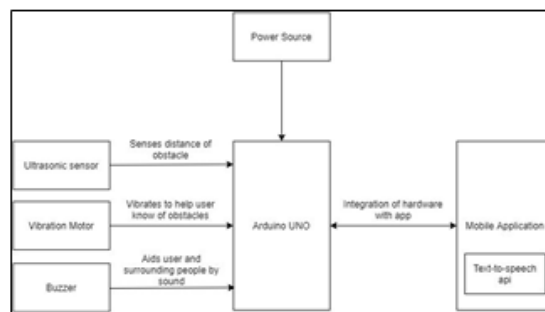 Power Source
Senses distance of
obstacle
Ultrasonic sensor
Vibrates to help user
know of obstacles
Vibration Motor
Arduino UNO
Integration of hardware
with app
Mobile Application
Aids user and
surrounding people by
sound
Buzzer
Text-to-speech
api